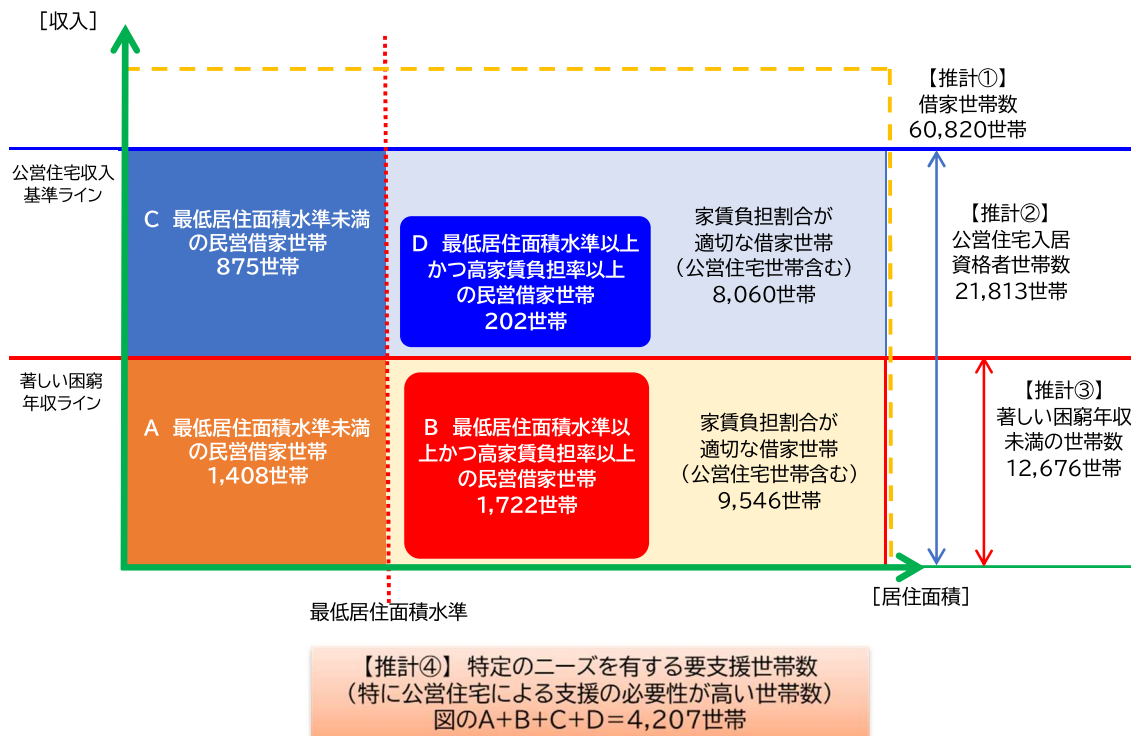 ［収入］
【推計①】
借家世帯数
60,820世帯
公営住宅収入
基準ライン
C 最低居住面積水準未満
の民営借家世帯
875世帯
D 最低居住面積水準以上
かつ高家賃負担率以上
の民営借家世帯
202世帯
家賃負担割合が
適切な借家世帯
（公営住宅世帯含む）
8,060世帯
【推計②】
公営住宅入居
資格者世帯数
21,813世帯
著しい困窮
年収ライン
A 最低居住面積水準未満
の民営借家世帯
1,408世帯
B 最低居住面積水準以
上かつ高家賃負担率以上
の民営借家世帯
1,722世帯
家賃負担割合が
適切な借家世帯
（公営住宅世帯含む）
9,546世帯
【推計③】
著しい困窮年収
未満の世帯数
12,676世帯
［居住面積］
最低居住面積水準
【推計④】特定のニーズを有する要支援世帯数
（特に公営住宅による支援の必要性が高い世帯数）
図のA+B+C+D＝4,207世帯